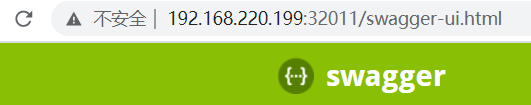 不安全 | 192.168.220.199:32011/swagger-ui.html
{···} swagger